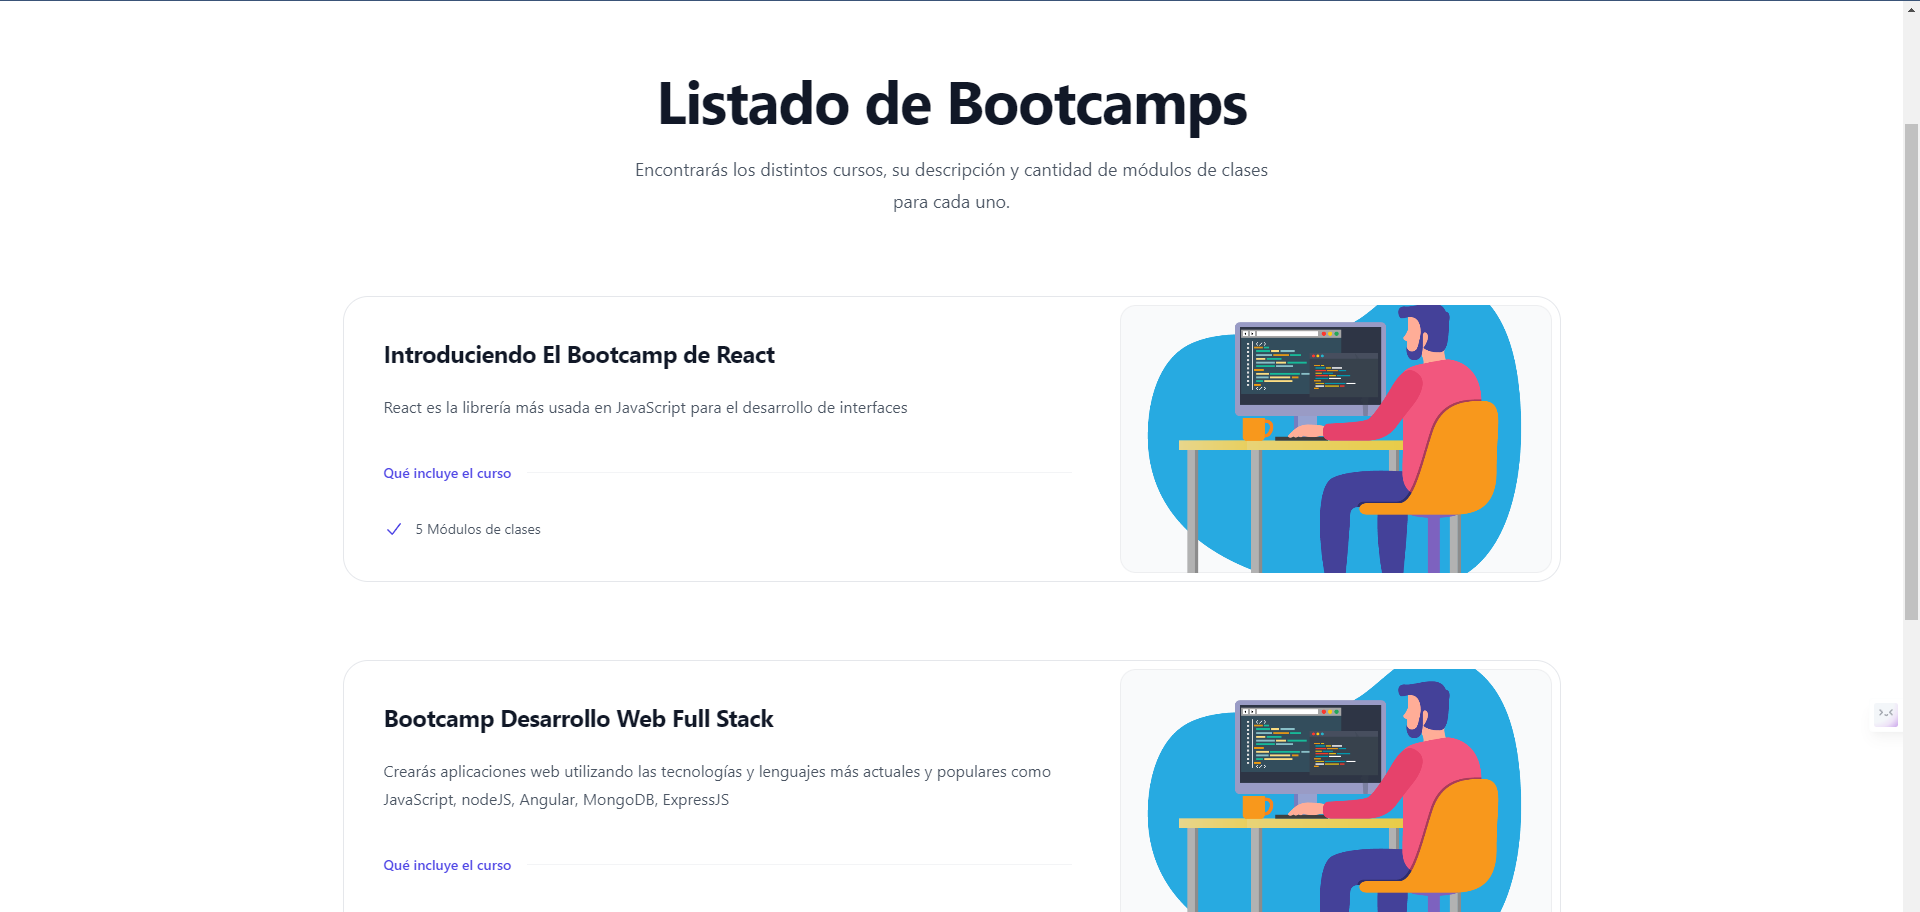 Listado de Bootcamps
Encontrarás los distintos cursos, su descripción y cantidad de módulos de clases
para cada uno.
Introduciendo El Bootcamp de React
React es la librería más usada en JavaScript para el desarrollo de interfaces
Qué incluye el curso
5 Módulos de clases
Bootcamp Desarrollo Web Full Stack
Crearás aplicaciones web utilizando las tecnologías y lenguajes más actuales y populares como
JavaScript, nodeJS, Angular, MongoDB, ExpressJS
Qué incluye el curso